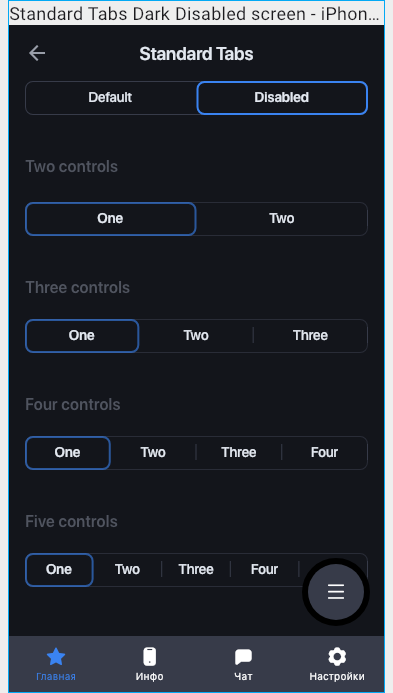 Standard Tabs Dark Disabled screen - iPhon...
Standard Tabs
Default Disabled
Two controls
One Two
Three controls
One Two Three
Four controls
One Two Three Four
Five controls
One Two Three Four
Главная Инфо Чат Настройки